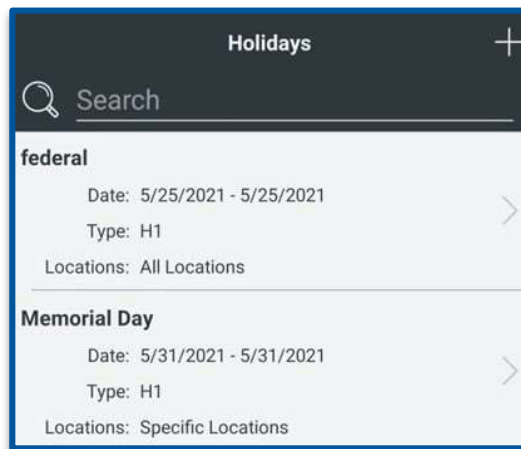 Holidays
Search
federal
Date: 5/25/2021 - 5/25/2021
Type: H1
Locations: All Locations
Memorial Day
Date: 5/31/2021 - 5/31/2021
Type: H1
Locations: Specific Locations